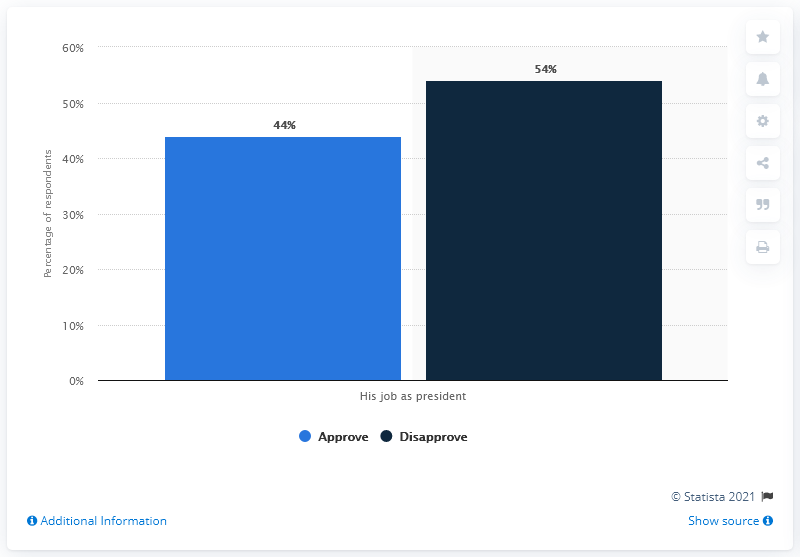 60%
54%
50%
44%
40%
30%
20%
10%
0%
Percentage of respondents
His job as president
Approve
Disapprove
© Statista 2021
Additional Information
Show source